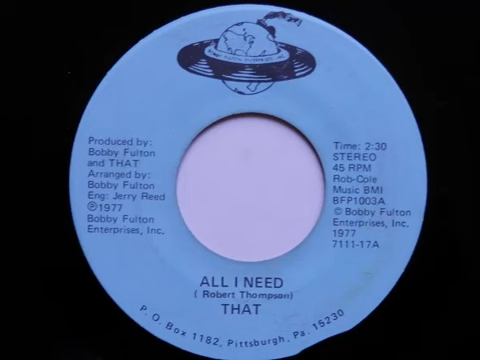 Produced by:
Bobby Fulton
and THAT
Arranged by:
Bobby Fulton
Eng: Jerry Reed
℗1977
Bobby Fulton
Enterprises, Inc.
Time: 2:30
STEREO
45 RPM
Rob-Cole
Music BMI
BFP1003A
© Bobby Fulton
Enterprises, Inc.
1977
7111-17A
ALL I NEED
( Robert Thompson)
THAT
P.O. Box 1182, Pittsburgh, Pa. 15230